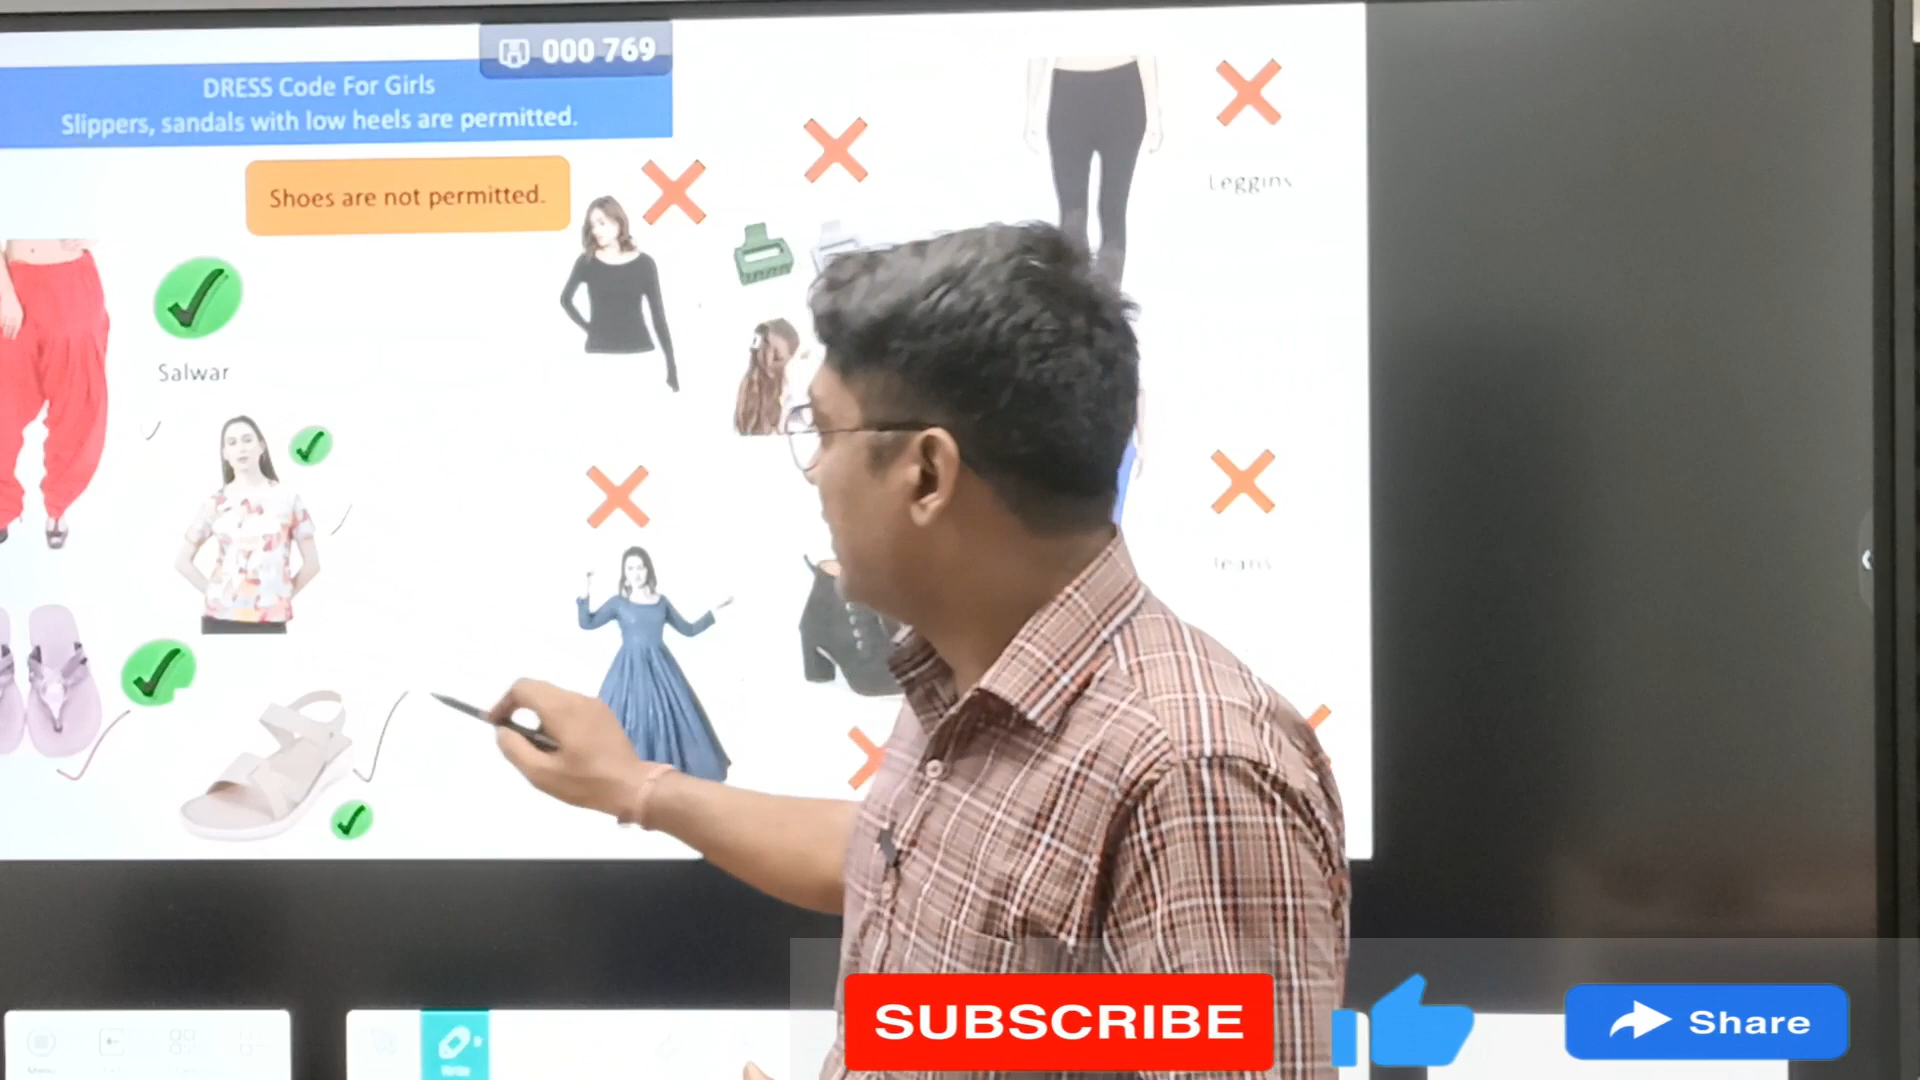 000 769
DRESS Code For Girls
Slippers, sandals with low heels are permitted.
Shoes are not permitted.
Leggins
Salwar
Jeans
SUBSCRIBE
Share